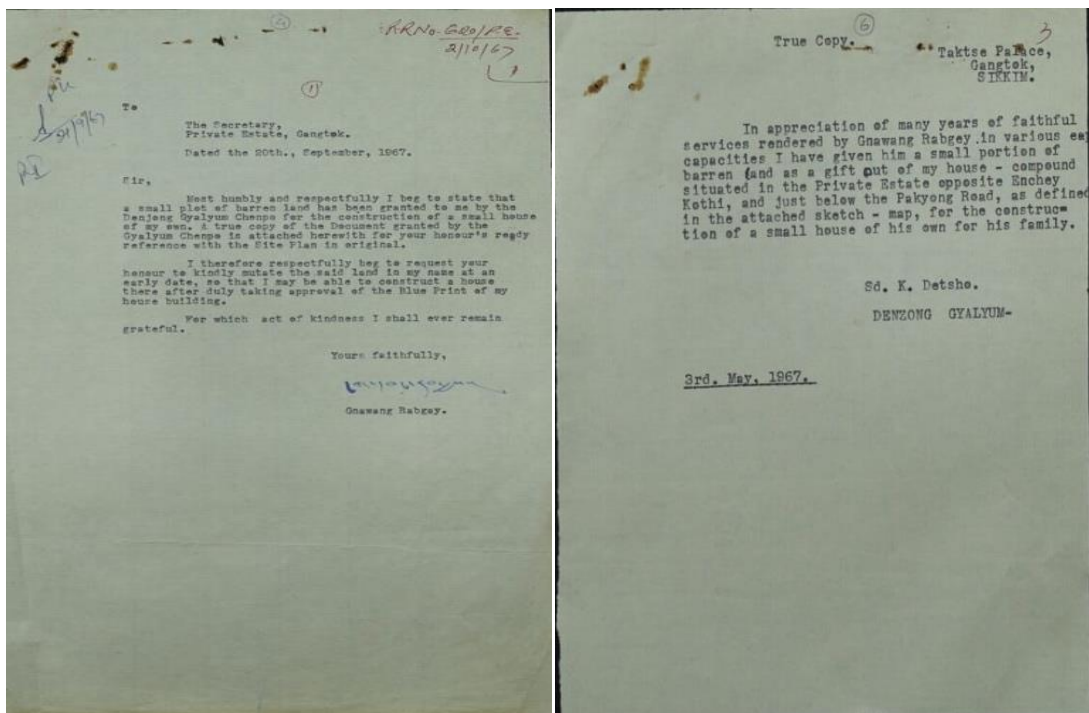 4
RRNo-620/P.E.
2/10/67
1
To
The Secretary,
Private Estate, Gangtok.
Dated the 20th., September, 1967.
Sir,
Most humbly and respectfully I beg to state that
a small plot of barren land has been granted to me by the
Denjong Gyalyum Chenpo for the construction of a small house
of my own. A true copy of the Document granted by the
Gyalyum Chenpo is attached herewith for your honour's ready
reference with the Site Plan in original.
I therefore respectfully beg to request your
honour to kindly mutate the said land in my name at an
early date, so that I may be able to construct a house
there after duly taking approval of the Blue Print of my
house building.
For which act of kindness I shall ever remain
grateful.
Yours faithfully,
Gnawang Rabgey.
6
3
True Copy.
Taktse Palace,
Gangtok,
SIKKIM.
In appreciation of many years of faithful
services rendered by Gnawang Rabgey in various
capacities I have given him a small portion of
barren land as a gift out of my house - compound
situated in the Private Estate opposite Enchey
Kothi, and just below the Pakyong Road, as defined
in the attached sketch - map, for the construc-
tion of a small house of his own for his family.
Sd. K. Detsho.
DENZONG GYALYUM-
3rd. May, 1967.